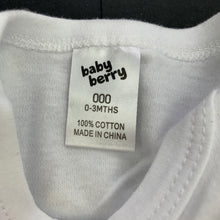 baby
berry
000
0-3MTHS
100% COTTON
MADE IN CHINA